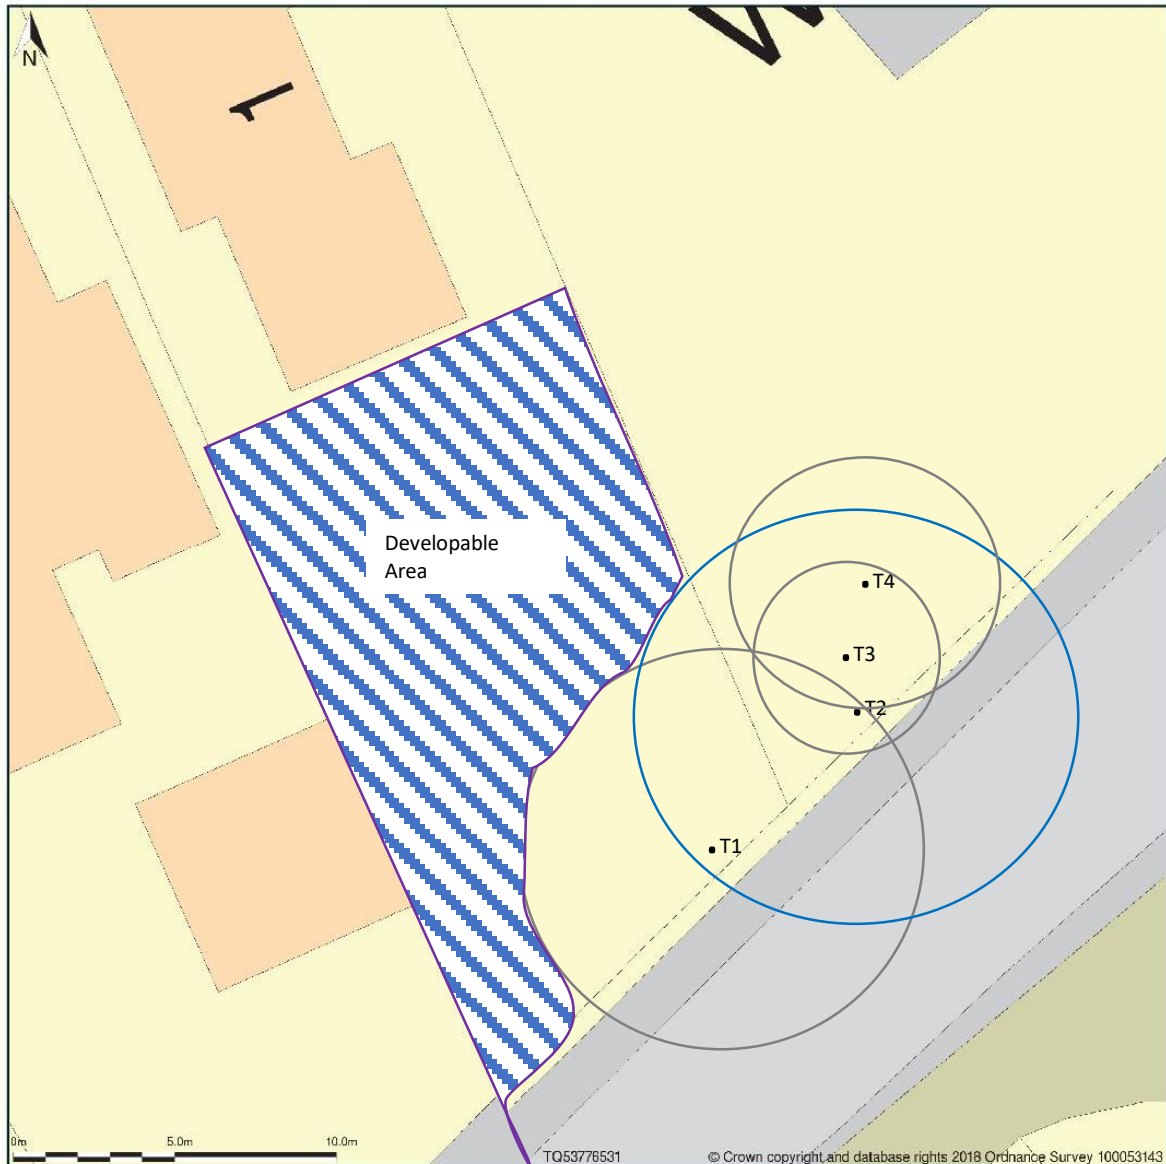 W
N
1
Developable
Area
T4
T3
T2
T1
0m 5.0m 10.0m
TQ53776531 © Crown copyright and database rights 2018 Ordnance Survey 100053143